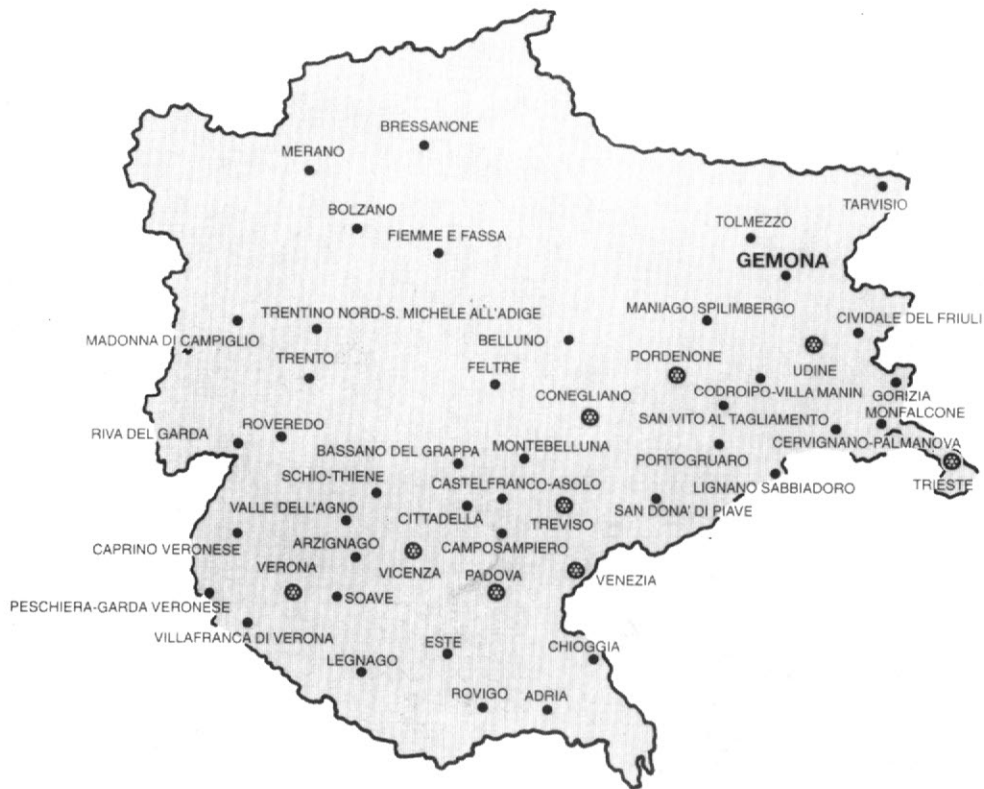 BRESSANONE
MERANO
TARVISIO
BOLZANO
TOLMEZZO
FIEMME E FASSA
GEMONA
TRENTINO NORD-S. MICHELE ALL'ADIGE
MANIAGO SPILIMBERGO
CIVIDALE DEL FRIULI
MADONNA DI CAMPIGLIO
BELLUNO
TRENTO
FELTRE
PORDENONE
UDINE
CONEGLIANO
CODROIPO-VILLA MANIN
GORIZIA
SAN VITO AL TAGLIAMENTO
MONFALCONE
RIVA DEL GARDA
ROVEREDO
BASSANO DEL GRAPPA
MONTEBELLUNA
CERVIGNANO-PALMANOVA
PORTOGRUARO
SCHIO-THIENE
CASTELFRANCO-ASOLO
LIGNANO SABBIADORO
TRIESTE
VALLE DELL'AGNO
CITTADELLA
TREVISO
SAN DONA' DI PIAVE
CAPRINO VERONESE
ARZIGNAGO
CAMPOSAMPIERO
VERONA
VICENZA
PADOVA
VENEZIA
PESCHIERA-GARDA VERONESE
SOAVE
VILLAFRANCA DI VERONA
ESTE
CHIOGGIA
LEGNAGO
ROVIGO
ADRIA